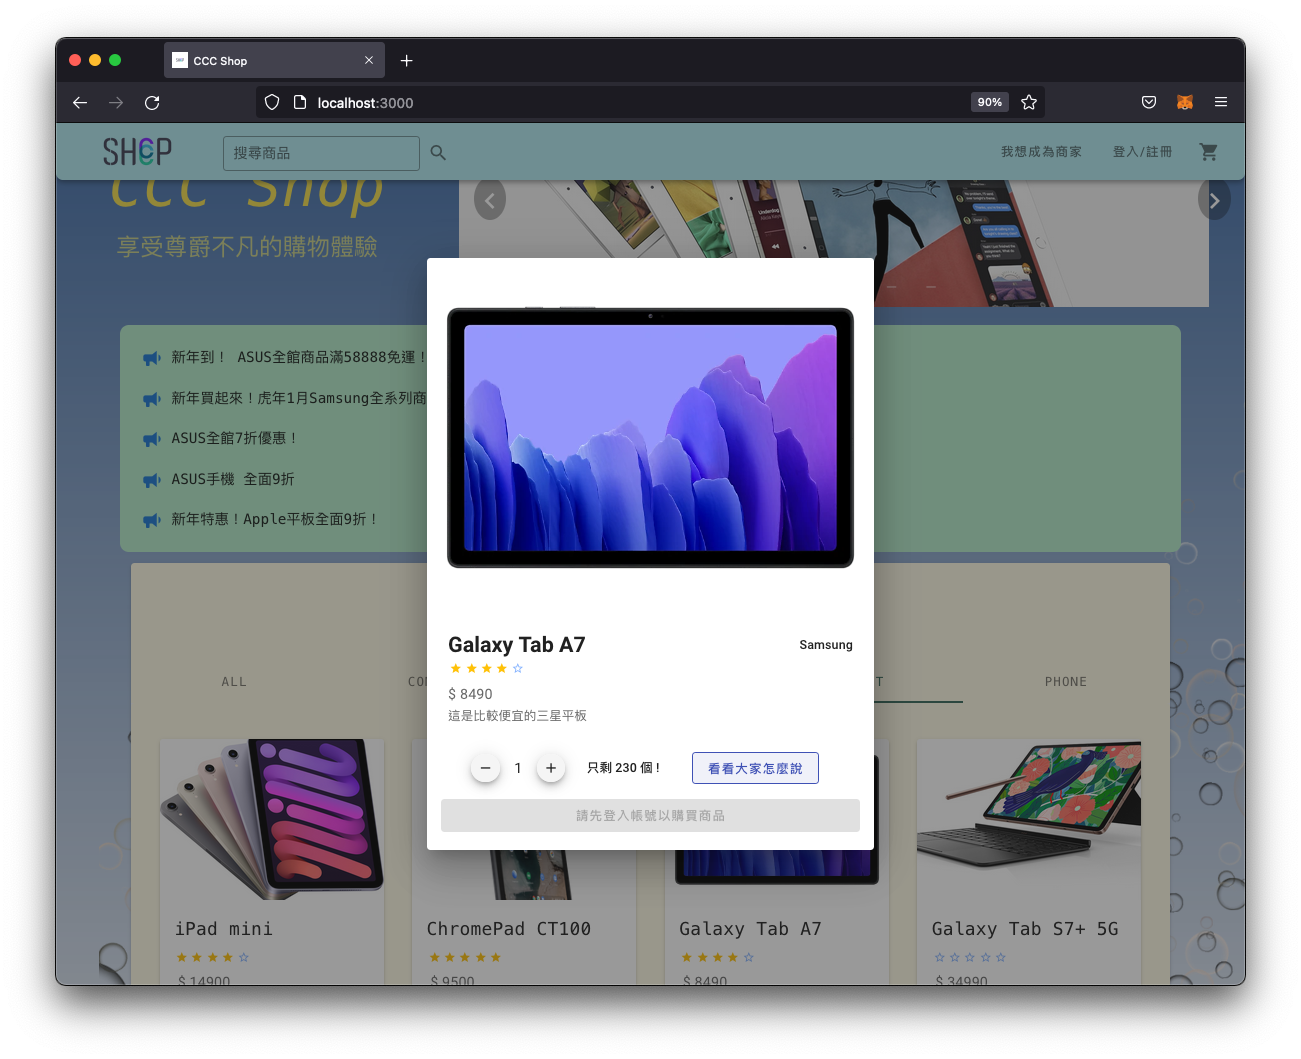 CCC Shop
localhost:3000
90%
SHCP
搜尋商品
我想成為商家
登入/註冊
CCC Shop
享受尊爵不凡的購物體驗
新年到! ASUS全館商品滿58888免運!
新年買起來!虎年1月Samsung全系列商
ASUS全館7折優惠!
ASUS手機 全面9折
新年特惠!Apple平板全面9折!
ALL
CO
T
PHONE
Galaxy Tab A7
Samsung
$ 8490
這是比較便宜的三星平板
1
只剩 230 個!
看看大家怎麼說
請先登入帳號以購買商品
iPad mini
ChromePad CT100
Galaxy Tab A7
Galaxy Tab S7+ 5G
$ 14900
$ 9500
$ 8490
$ 34990